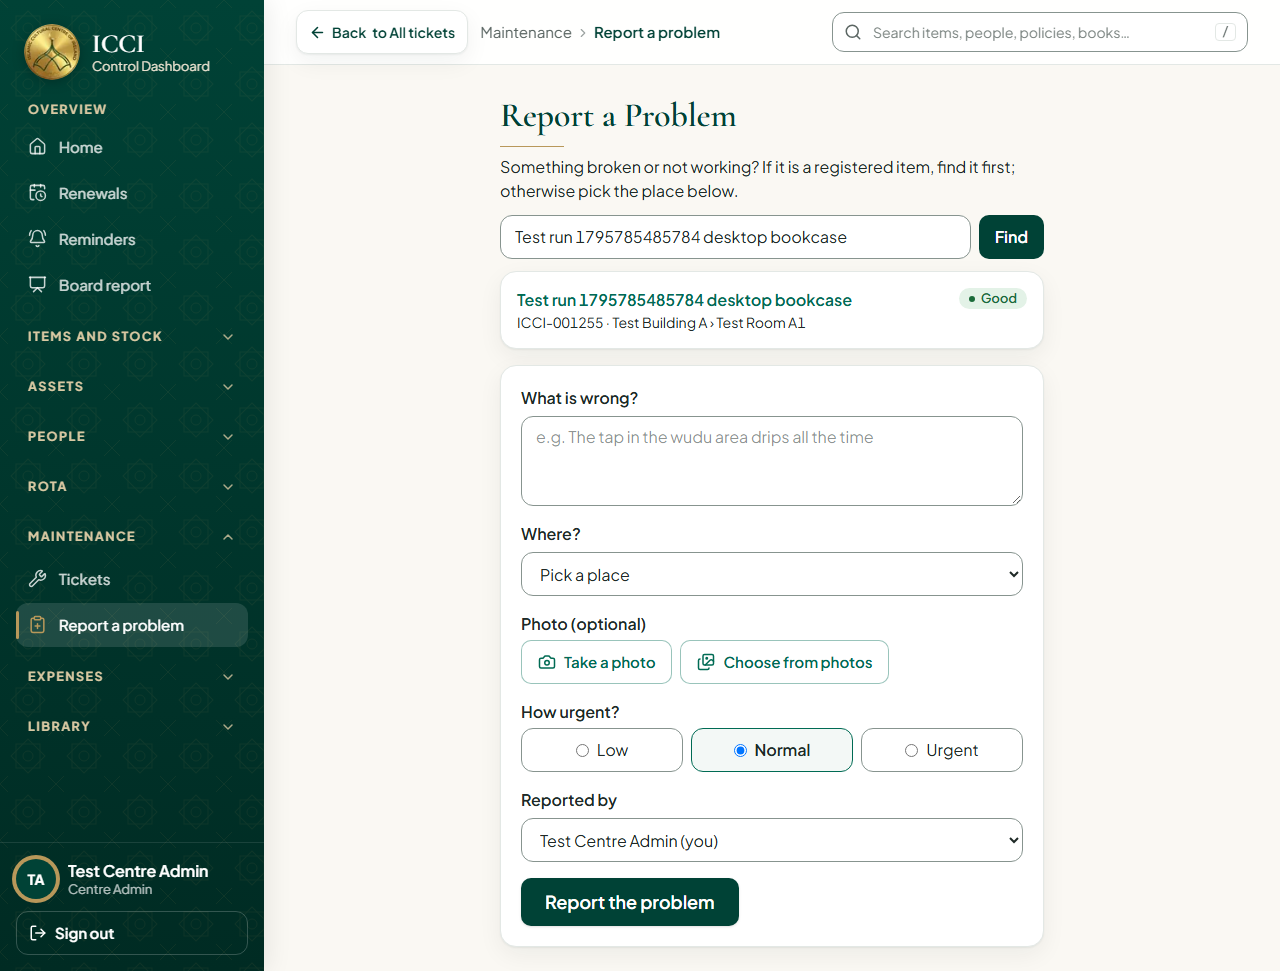 ICCI
Control Dashboard
OVERVIEW
Home
Renewals
Reminders
Board report
ITEMS AND STOCK
ASSETS
PEOPLE
ROTA
MAINTENANCE
Tickets
Report a problem
EXPENSES
LIBRARY
TA
Test Centre Admin
Centre Admin
Sign out
Back to All tickets
Maintenance › Report a problem
Search items, people, policies, books…
/
Report a Problem
Something broken or not working? If it is a registered item, find it first;
otherwise pick the place below.
Test run 1795785485784 desktop bookcase
Find
Test run 1795785485784 desktop bookcase
Good
ICCI-001255 · Test Building A › Test Room A1
What is wrong?
e.g. The tap in the wudu area drips all the time
Where?
Pick a place
Photo (optional)
Take a photo
Choose from photos
How urgent?
Low
Normal
Urgent
Reported by
Test Centre Admin (you)
Report the problem